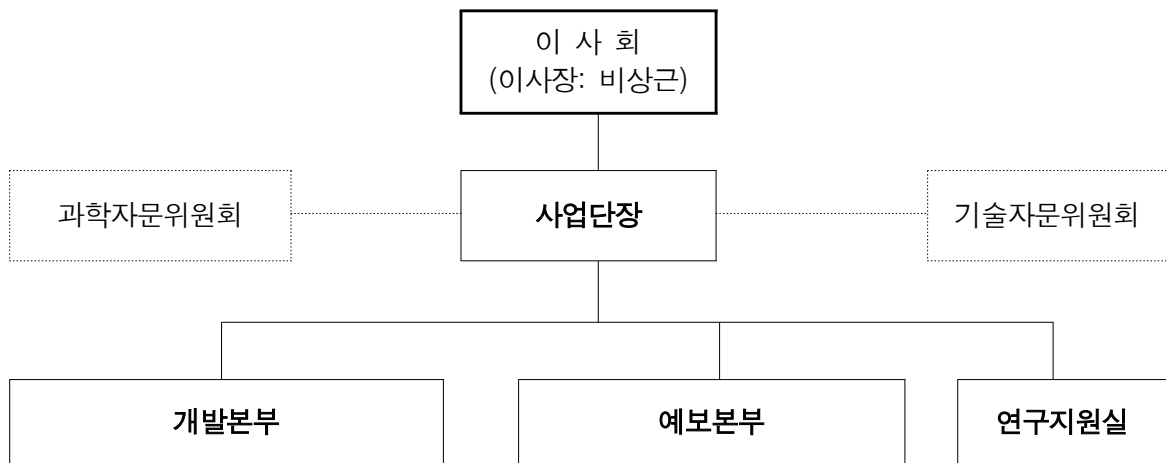 이 사 회
(이사장: 비상근)
과학자문위원회
사업단장
기술자문위원회
개발본부
예보본부
연구지원실